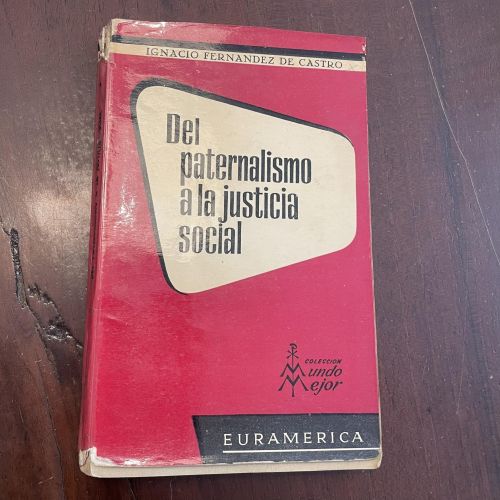 IGNACIO FERNANDEZ DE CASTRO
Del
paternalismo
a la justicia
social
COLECCION
Mundo
Mejor
EURAMERICA